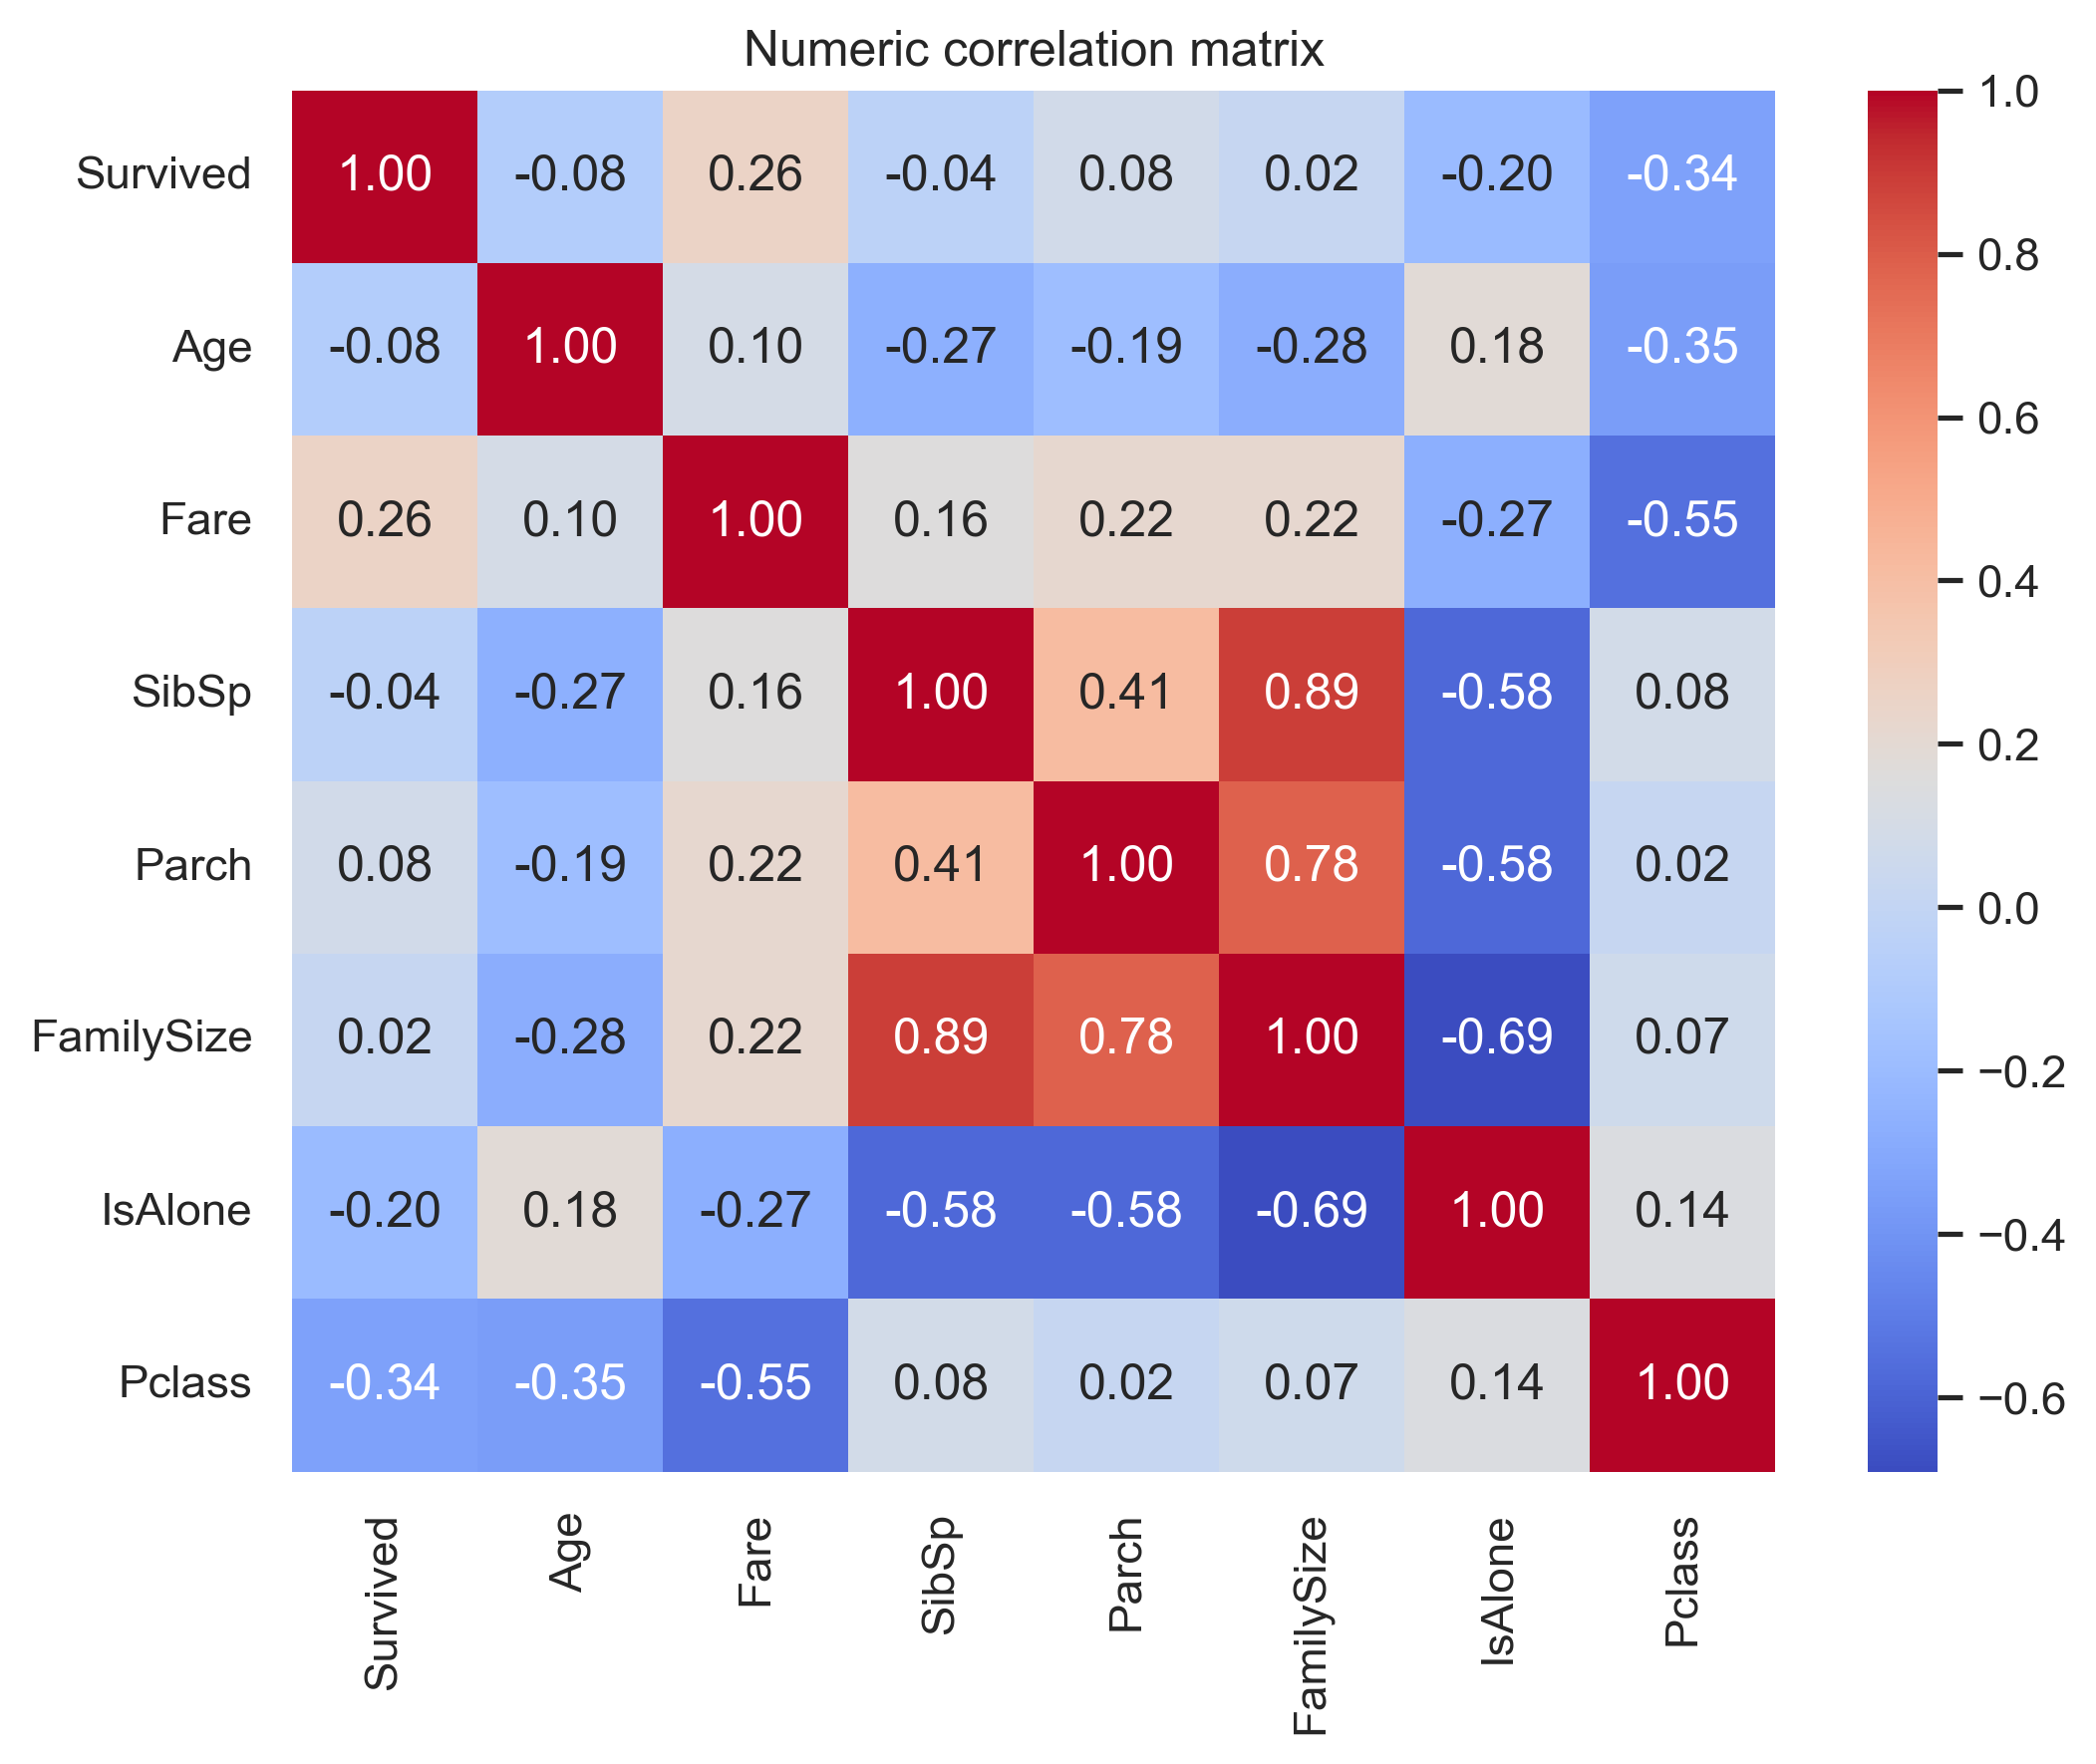 Numeric correlation matrix
Survived 1.00 -0.08 0.26 -0.04 0.08 0.02 -0.20 -0.34
Age -0.08 1.00 0.10 -0.27 -0.19 -0.28 0.18 -0.35
Fare 0.26 0.10 1.00 0.16 0.22 0.22 -0.27 -0.55
SibSp -0.04 -0.27 0.16 1.00 0.41 0.89 -0.58 0.08
Parch 0.08 -0.19 0.22 0.41 1.00 0.78 -0.58 0.02
FamilySize 0.02 -0.28 0.22 0.89 0.78 1.00 -0.69 0.07
IsAlone -0.20 0.18 -0.27 -0.58 -0.58 -0.69 1.00 0.14
Pclass -0.34 -0.35 -0.55 0.08 0.02 0.07 0.14 1.00
Survived Age Fare SibSp Parch FamilySize IsAlone Pclass
1.0
0.8
0.6
0.4
0.2
0.0
−0.2
−0.4
−0.6